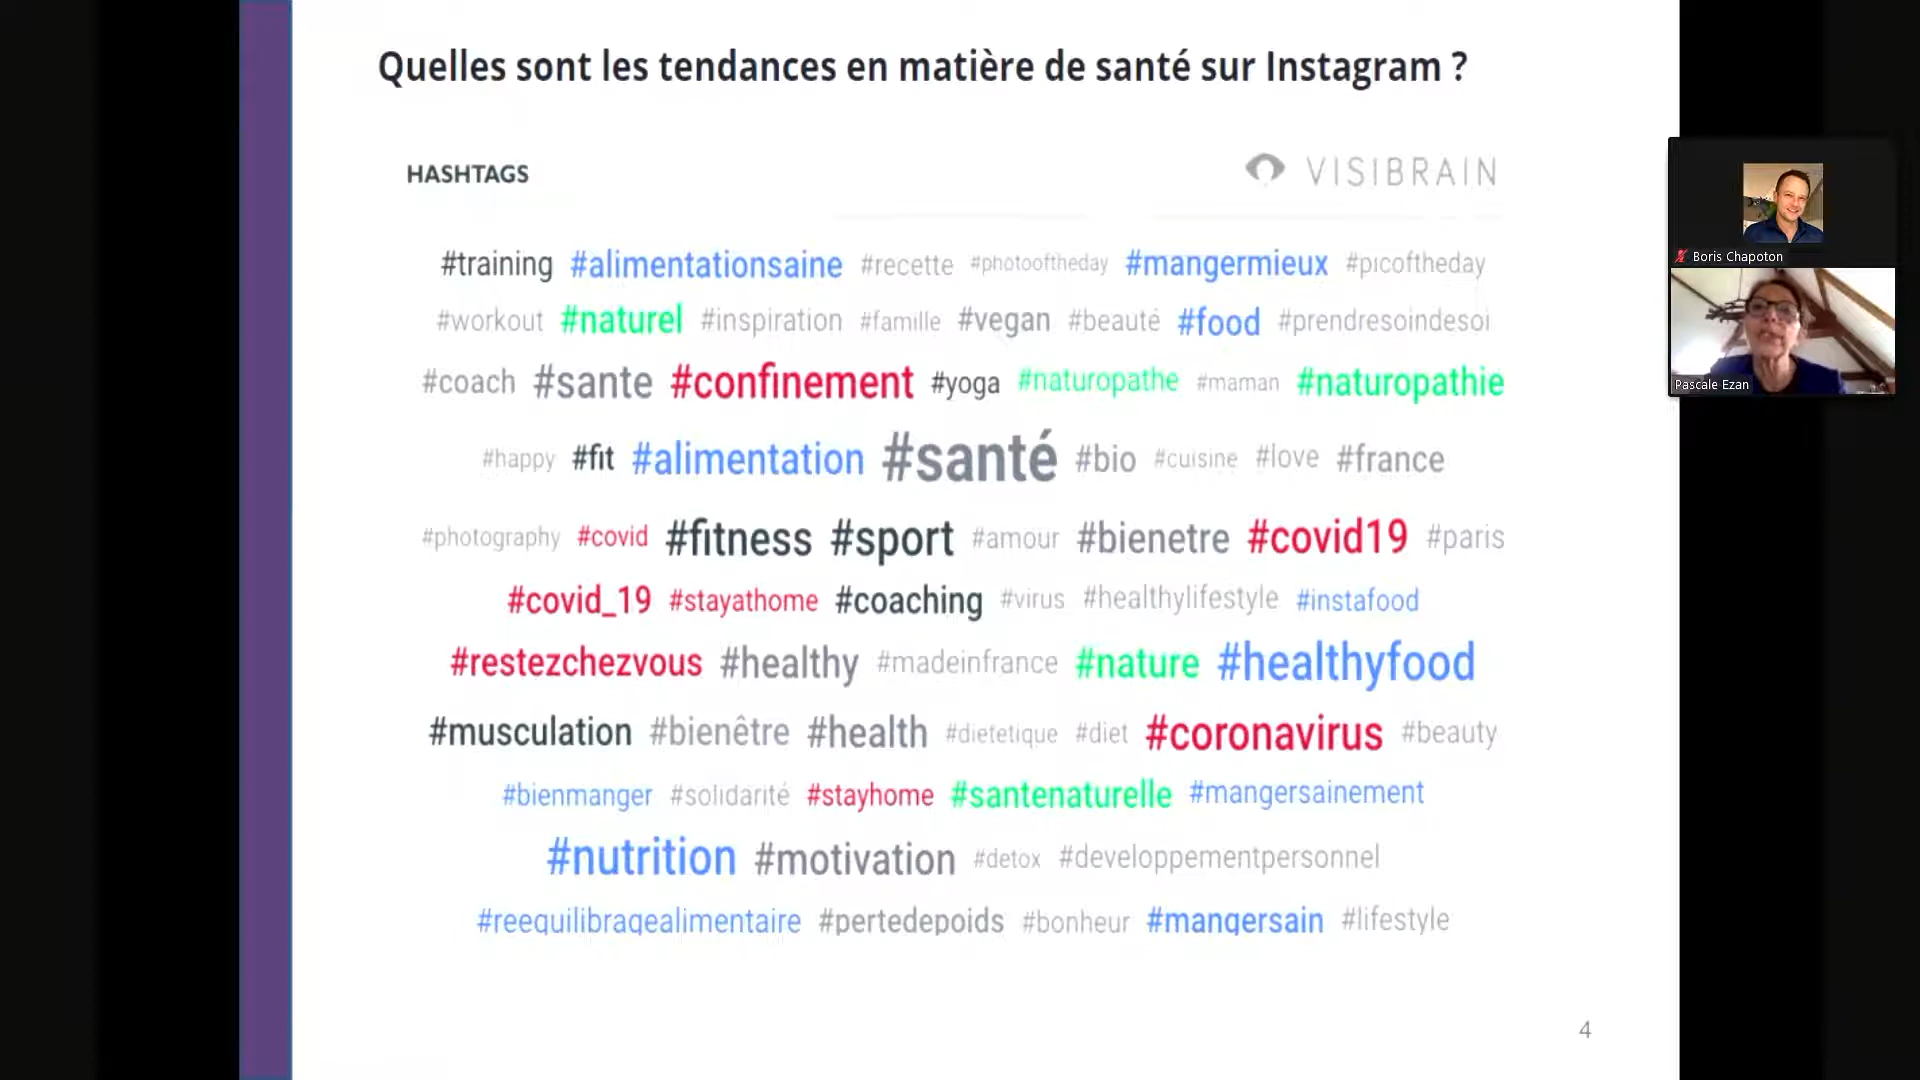 Quelles sont les tendances en matière de santé sur Instagram ?
HASHTAGS
VISIBRAIN
#training #alimentationsaine #recette #photooftheday #mangermieux #picoftheday
#workout #naturel #inspiration #famille #vegan #beauté #food #prendresoindesoi
#coach #sante #confinement #yoga #naturopathe #maman #naturopathie
#happy #fit #alimentation #santé #bio #cuisine #love #france
#photography #covid #fitness #sport #amour #bienetre #covid19 #paris
#covid_19 #stayathome #coaching #virus #healthylifestyle #instafood
#restezchezvous #healthy #madeinfrance #nature #healthyfood
#musculation #bienêtre #health #dietetique #diet #coronavirus #beauty
#bienmanger #solidarité #stayhome #santenaturelle #mangersainement
#nutrition #motivation #detox #developpementpersonnel
#reequilibragealimentaire #pertedepoids #bonheur #mangersain #lifestyle
4
Boris Chapoton
Pascale Ezan